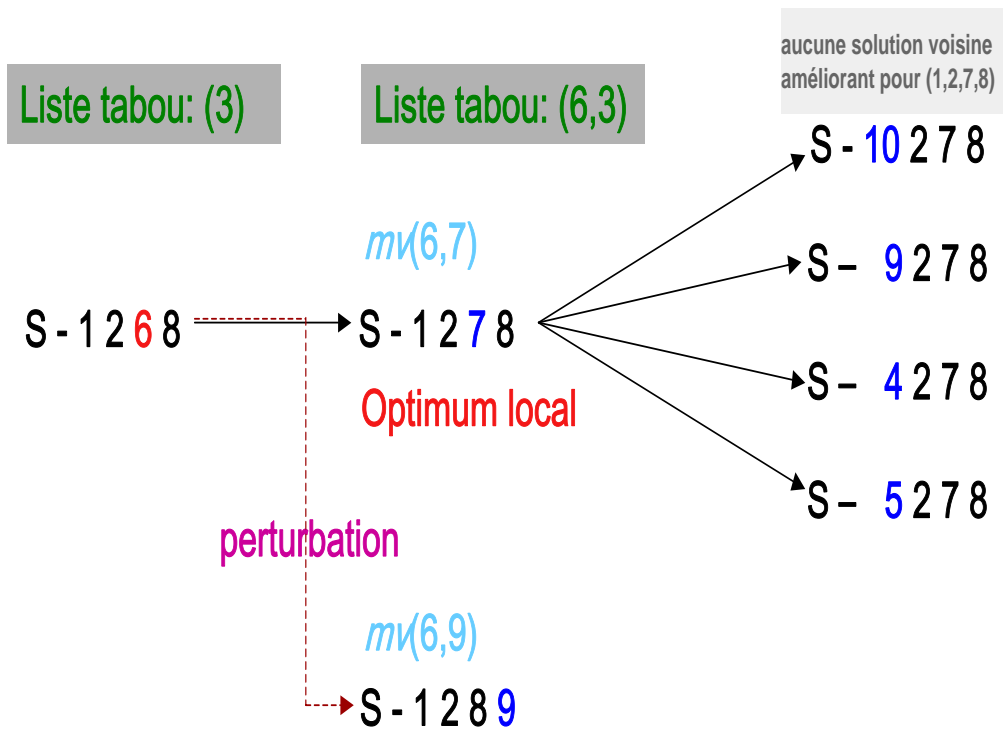 aucune solution voisine
améliorant pour (1,2,7,8)
Liste tabou: (3)
Liste tabou: (6,3)
S - 10 2 7 8
mv(6,7)
S – 9 2 7 8
S - 1 2 6 8
S - 1 2 7 8
S – 4 2 7 8
Optimum local
S – 5 2 7 8
perturbation
mv(6,9)
S - 1 2 8 9